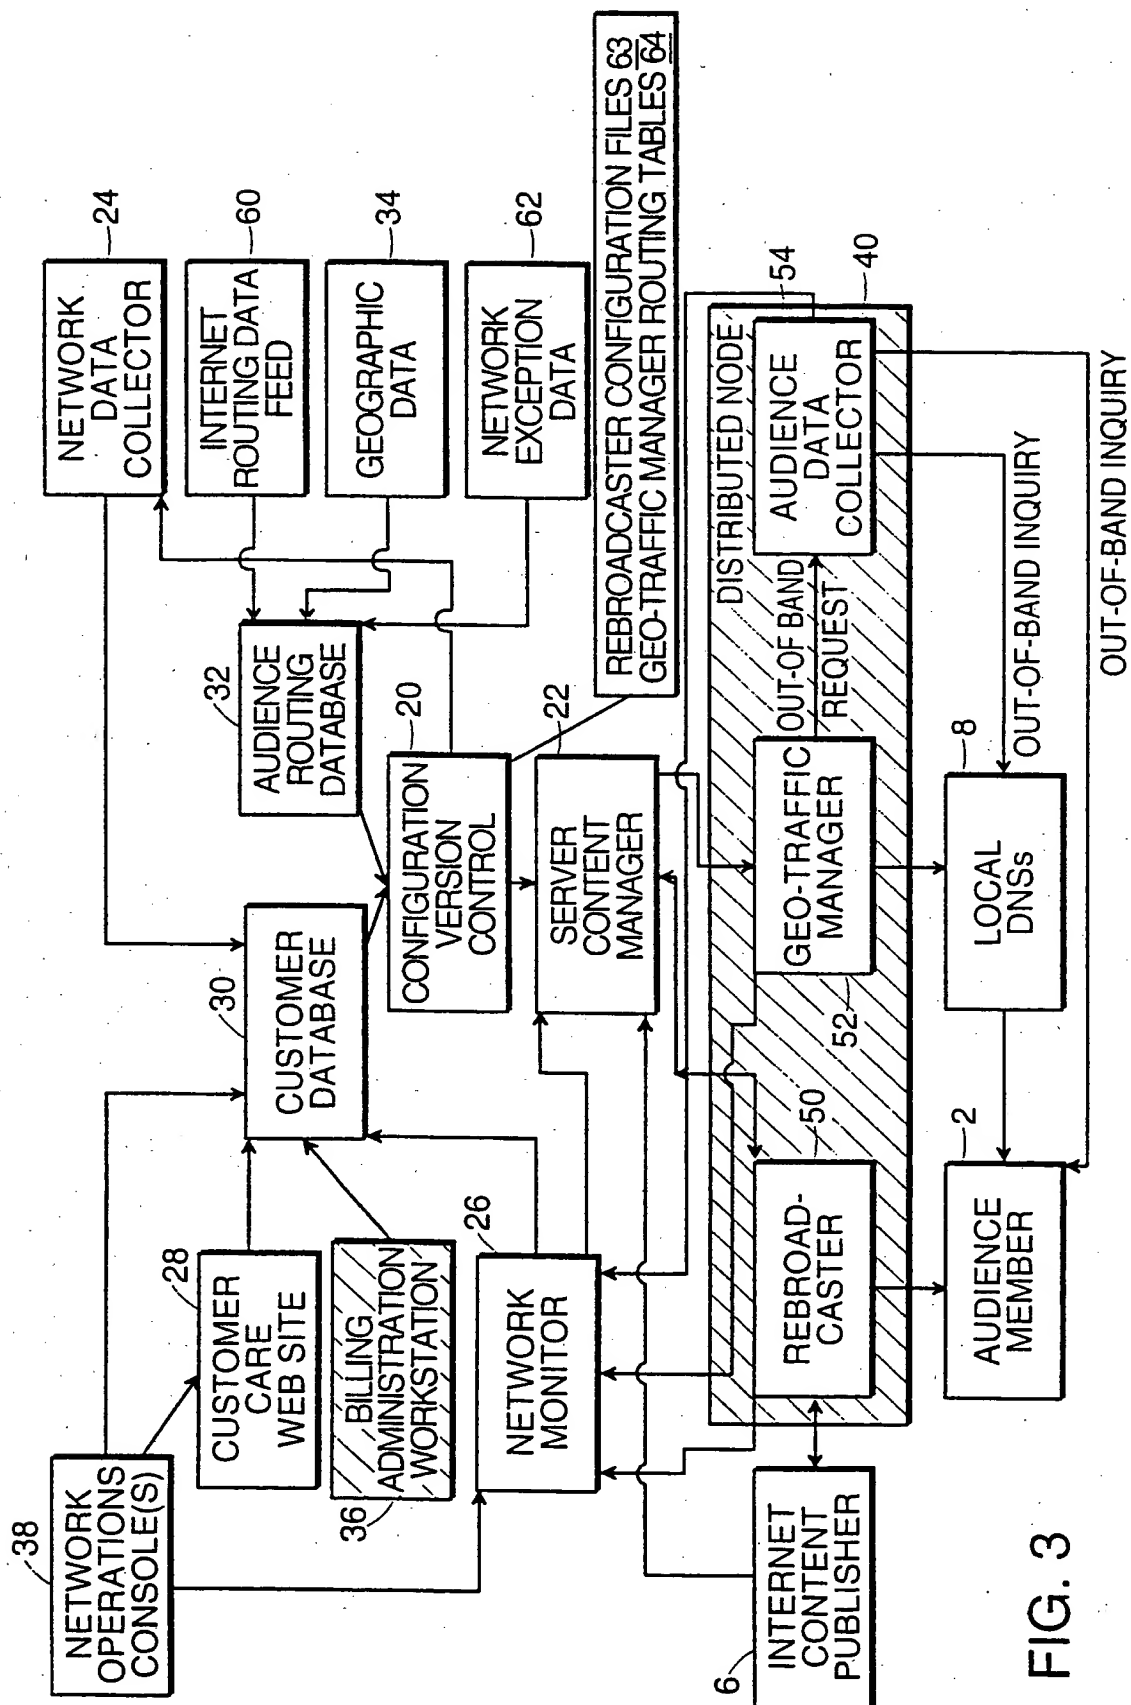 38
NETWORK
OPERATIONS
CONSOLE(S)
NETWORK
DATA
COLLECTOR
24
28
CUSTOMER
CARE
WEB SITE
30
CUSTOMER
DATABASE
32
AUDIENCE
ROUTING
DATABASE
INTERNET
ROUTING DATA
FEED
60
GEOGRAPHIC
DATA
34
36
BILLING
ADMINISTRATION
WORKSTATION
CONFIGURATION
VERSION
CONTROL
20
NETWORK
EXCEPTION
DATA
62
NETWORK
MONITOR
26
SERVER
CONTENT
MANAGER
22
REBROADCASTER CONFIGURATION FILES 63
GEO-TRAFFIC MANAGER ROUTING TABLES 64
DISTRIBUTED NODE
40
6
INTERNET
CONTENT
PUBLISHER
REBROAD-
CASTER
50
GEO-TRAFFIC
MANAGER
52
OUT-OF BAND
REQUEST
AUDIENCE
DATA
COLLECTOR
54
AUDIENCE
MEMBER
2
LOCAL
DNSs
8
OUT-OF-BAND INQUIRY
OUT-OF-BAND INQUIRY
FIG. 3